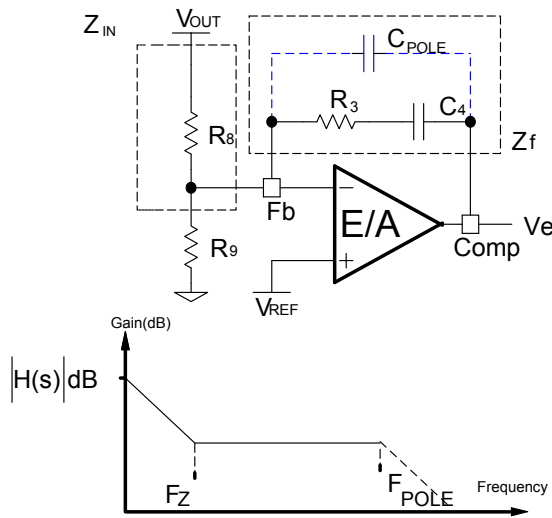 Z IN
VOUT
CPOLE
R3
C4
R8
Zf
Fb
−
E/A
Ve
R9
+
Comp
VREF
Gain(dB)
|H(s)|dB
FZ
FPOLE
Frequency